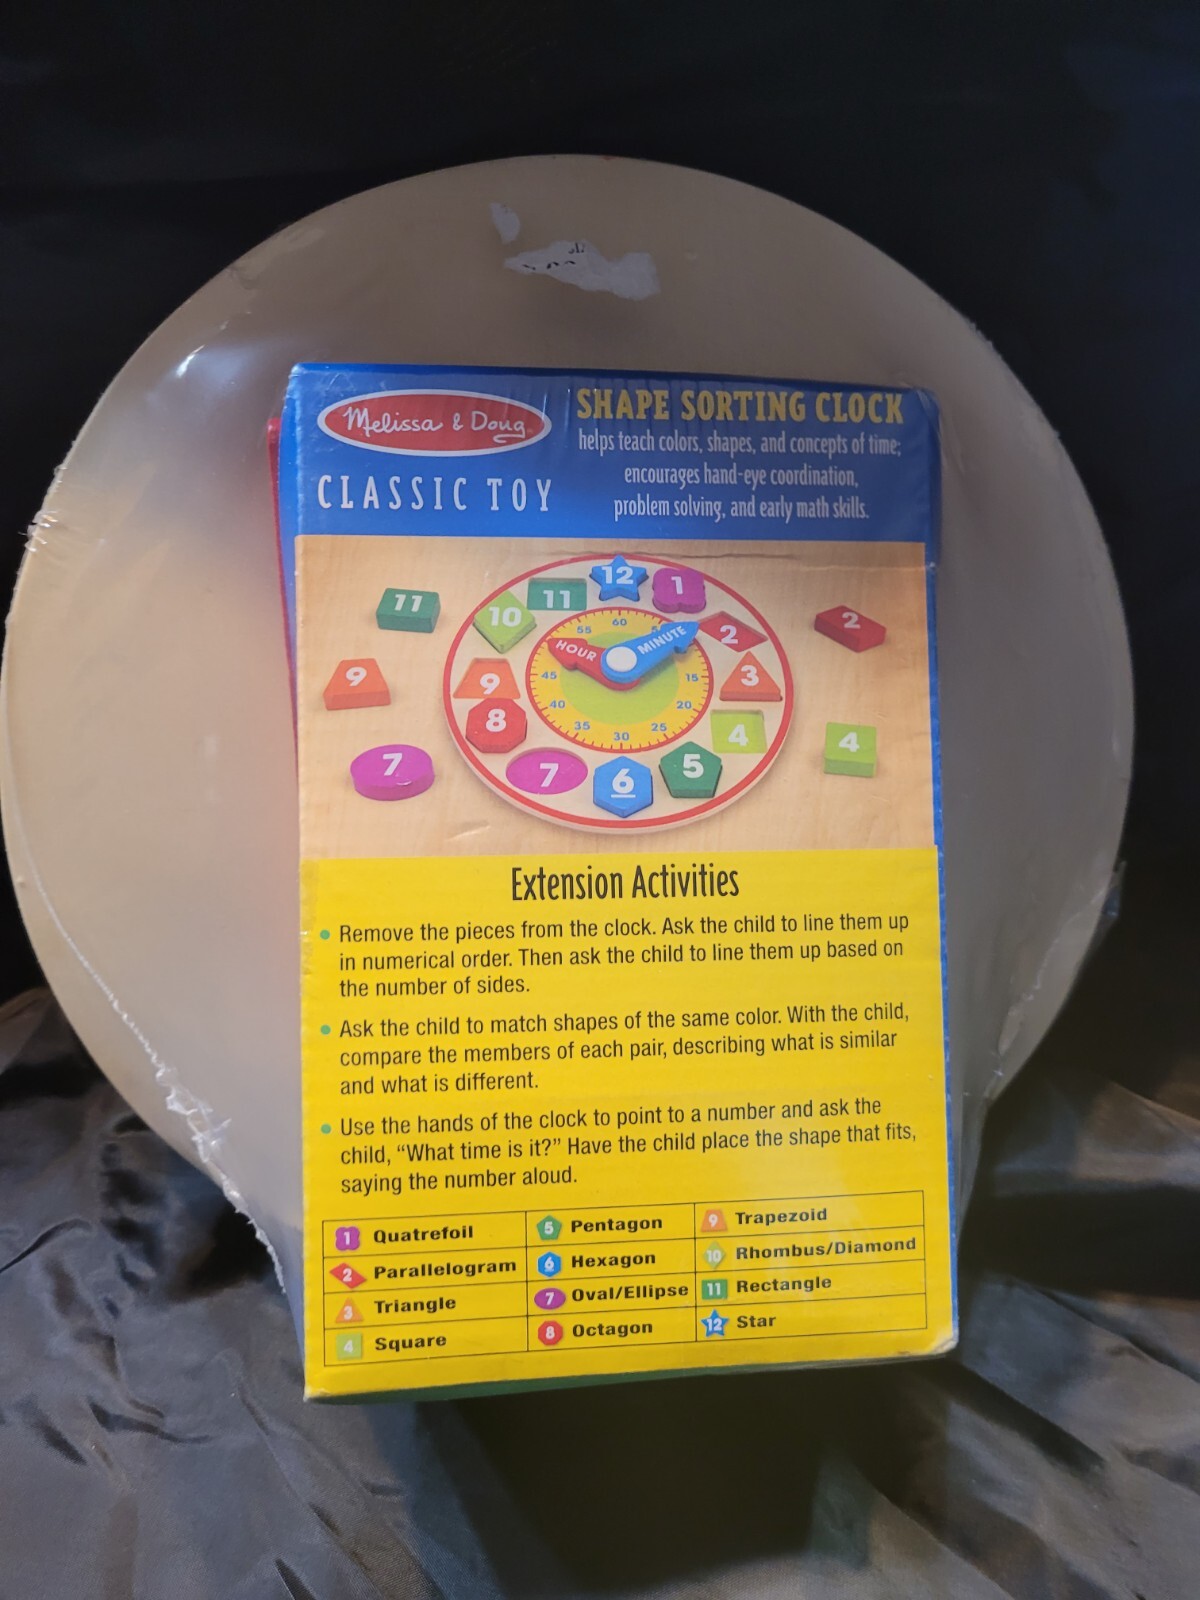 Melissa & Doug
CLASSIC TOY
SHAPE SORTING CLOCK
helps teach colors, shapes, and concepts of time;
encourages hand-eye coordination,
problem solving, and early math skills.
12
1
11
11
10
2
2
60
55
HOUR
MINUTE
9
9
45
15
3
40
20
8
35
25
30
4
4
7
7
6
5
Extension Activities
• Remove the pieces from the clock. Ask the child to line them up
in numerical order. Then ask the child to line them up based on
the number of sides.
• Ask the child to match shapes of the same color. With the child,
compare the members of each pair, describing what is similar
and what is different.
• Use the hands of the clock to point to a number and ask the
child, “What time is it?” Have the child place the shape that fits,
saying the number aloud.
1 Quatrefoil
2 Parallelogram
3 Triangle
4 Square
5 Pentagon
6 Hexagon
7 Oval/Ellipse
8 Octagon
9 Trapezoid
10 Rhombus/Diamond
11 Rectangle
12 Star